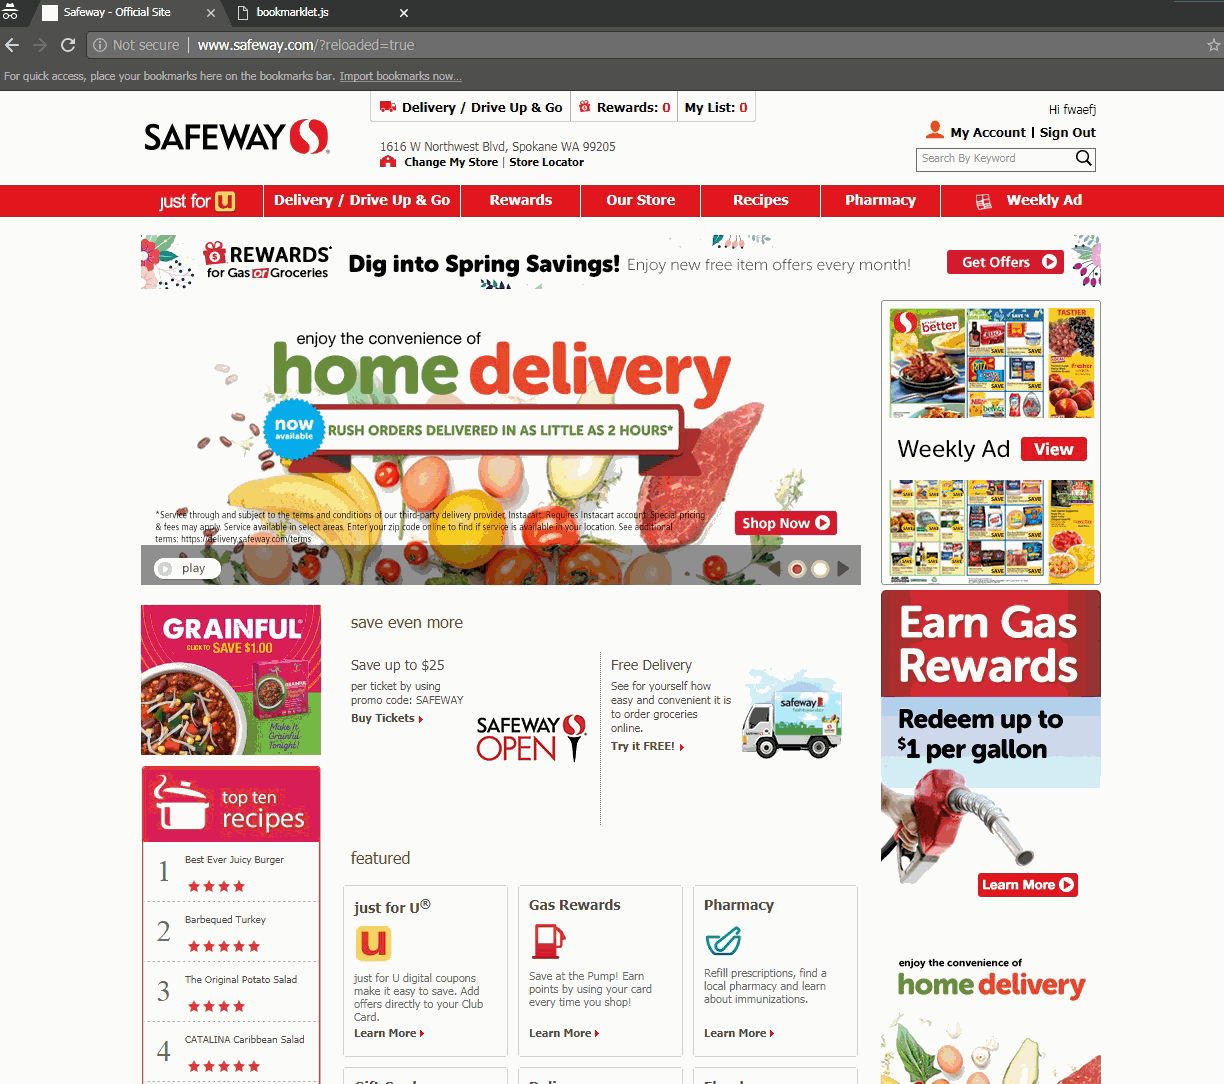 Safeway - Official Site
bookmarklet.js
Not secure | www.safeway.com/?reloaded=true
For quick access, place your bookmarks here on the bookmarks bar. Import bookmarks now...
Delivery / Drive Up & Go
Rewards: 0
My List: 0
SAFEWAY
1616 W Northwest Blvd, Spokane WA 99205
Change My Store | Store Locator
Hi fwaefj
My Account | Sign Out
Search By Keyword
just for U
Delivery / Drive Up & Go
Rewards
Our Store
Recipes
Pharmacy
Weekly Ad
REWARDS
for Gas or Groceries
Dig into Spring Savings! Enjoy new free item offers every month!
Get Offers
enjoy the convenience of
home delivery
now
available
RUSH ORDERS DELIVERED IN AS LITTLE AS 2 HOURS*
*Service through and subject to the terms and conditions of our third-party delivery provider, Instacart. Requires Instacart account. Special pricing
& fees may apply. Service available in select areas. Enter your zip code online to find if service is available in your location. See additional
terms: https://delivery.safeway.com/terms
Shop Now
play
better
TASTIER
Weekly Ad
View
GRAINFUL
CLICK TO SAVE $1.00
GRAINFUL
Make It
Grainful
Tonight!
top ten
recipes
1
Best Ever Juicy Burger
2
Barbequed Turkey
3
The Original Potato Salad
4
CATALINA Caribbean Salad
save even more
Save up to $25
per ticket by using
promo code: SAFEWAY
Buy Tickets
SAFEWAY
OPEN
Free Delivery
See for yourself how
easy and convenient it is
to order groceries
online.
Try it FREE!
safeway
featured
just for U®
u
just for U digital coupons
make it easy to save. Add
offers directly to your Club
Card.
Learn More
Gas Rewards
Save at the Pump! Earn
points by using your card
every time you shop!
Learn More
Pharmacy
Refill prescriptions, find a
local pharmacy and learn
about immunizations.
Learn More
Earn Gas
Rewards
Redeem up to
$1 per gallon
Learn More
enjoy the convenience of
home delivery